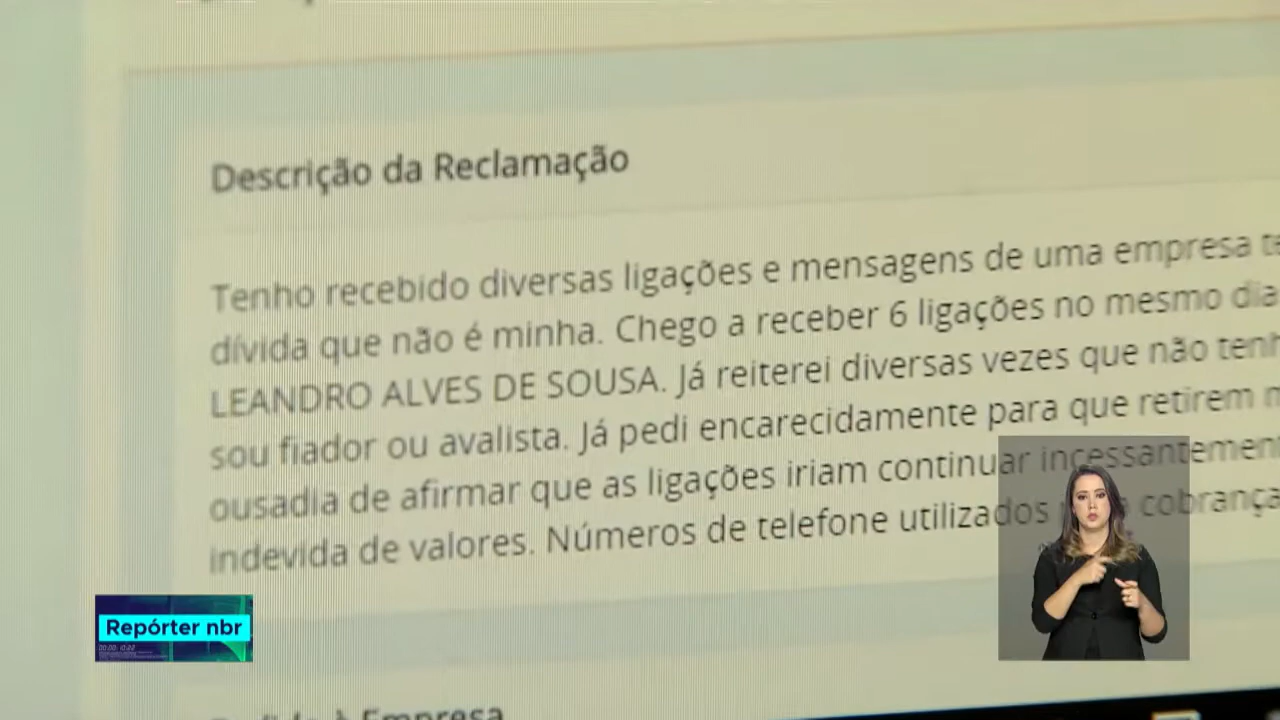 Descrição da Reclamação
Tenho recebido diversas ligações e mensagens de uma empresa
dívida que não é minha. Chego a receber 6 ligações no mesmo dia
LEANDRO ALVES DE SOUSA. Já reiterei diversas vezes que não
sou fiador ou avalista. Já pedi encarecidamente para que retirem
ousadia de afirmar que as ligações iriam continuar
indevida de valores. Números de telefone utilizados cobrança
Repórter nbr
Empresa